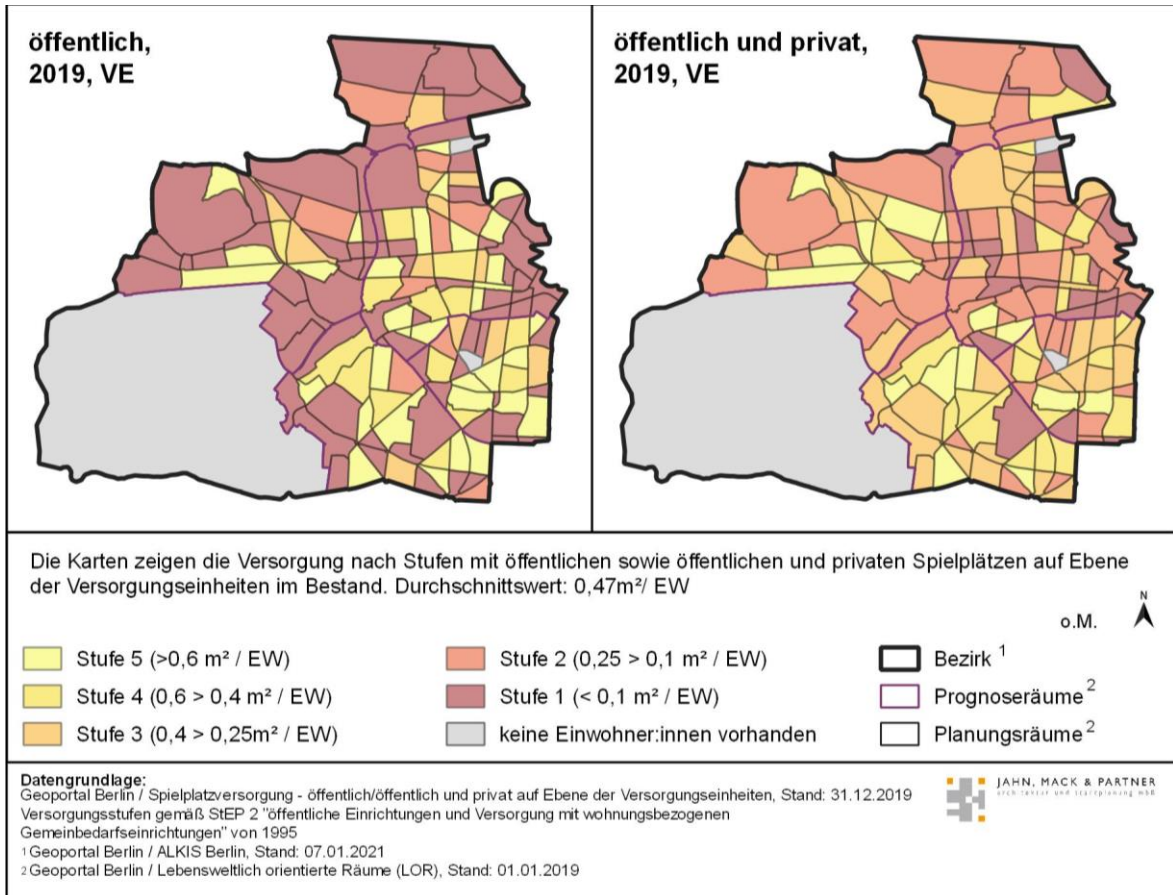 öffentlich,
2019, VE
öffentlich und privat,
2019, VE
Die Karten zeigen die Versorgung nach Stufen mit öffentlichen sowie öffentlichen und privaten Spielplätzen auf Ebene
der Versorgungseinheiten im Bestand. Durchschnittswert: 0,47m²/ EW
N
o.M.
Stufe 5 (>0,6 m² / EW)
Stufe 4 (0,6 > 0,4 m² / EW)
Stufe 3 (0,4 > 0,25m² / EW)
Stufe 2 (0,25 > 0,1 m² / EW)
Stufe 1 (< 0,1 m² / EW)
keine Einwohner:innen vorhanden
Bezirk ¹
Prognoseräume ²
Planungsräume ²
Datengrundlage:
Geoportal Berlin / Spielplatzversorgung - öffentlich/öffentlich und privat auf Ebene der Versorgungseinheiten, Stand: 31.12.2019
Versorgungsstufen gemäß StEP 2 "öffentliche Einrichtungen und Versorgung mit wohnungsbezogenen
Gemeinbedarfseinrichtungen" von 1995
¹ Geoportal Berlin / ALKIS Berlin, Stand: 07.01.2021
² Geoportal Berlin / Lebensweltlich orientierte Räume (LOR), Stand: 01.01.2019
JAHN, MACK & PARTNER
architektur und stadtplanung mbB